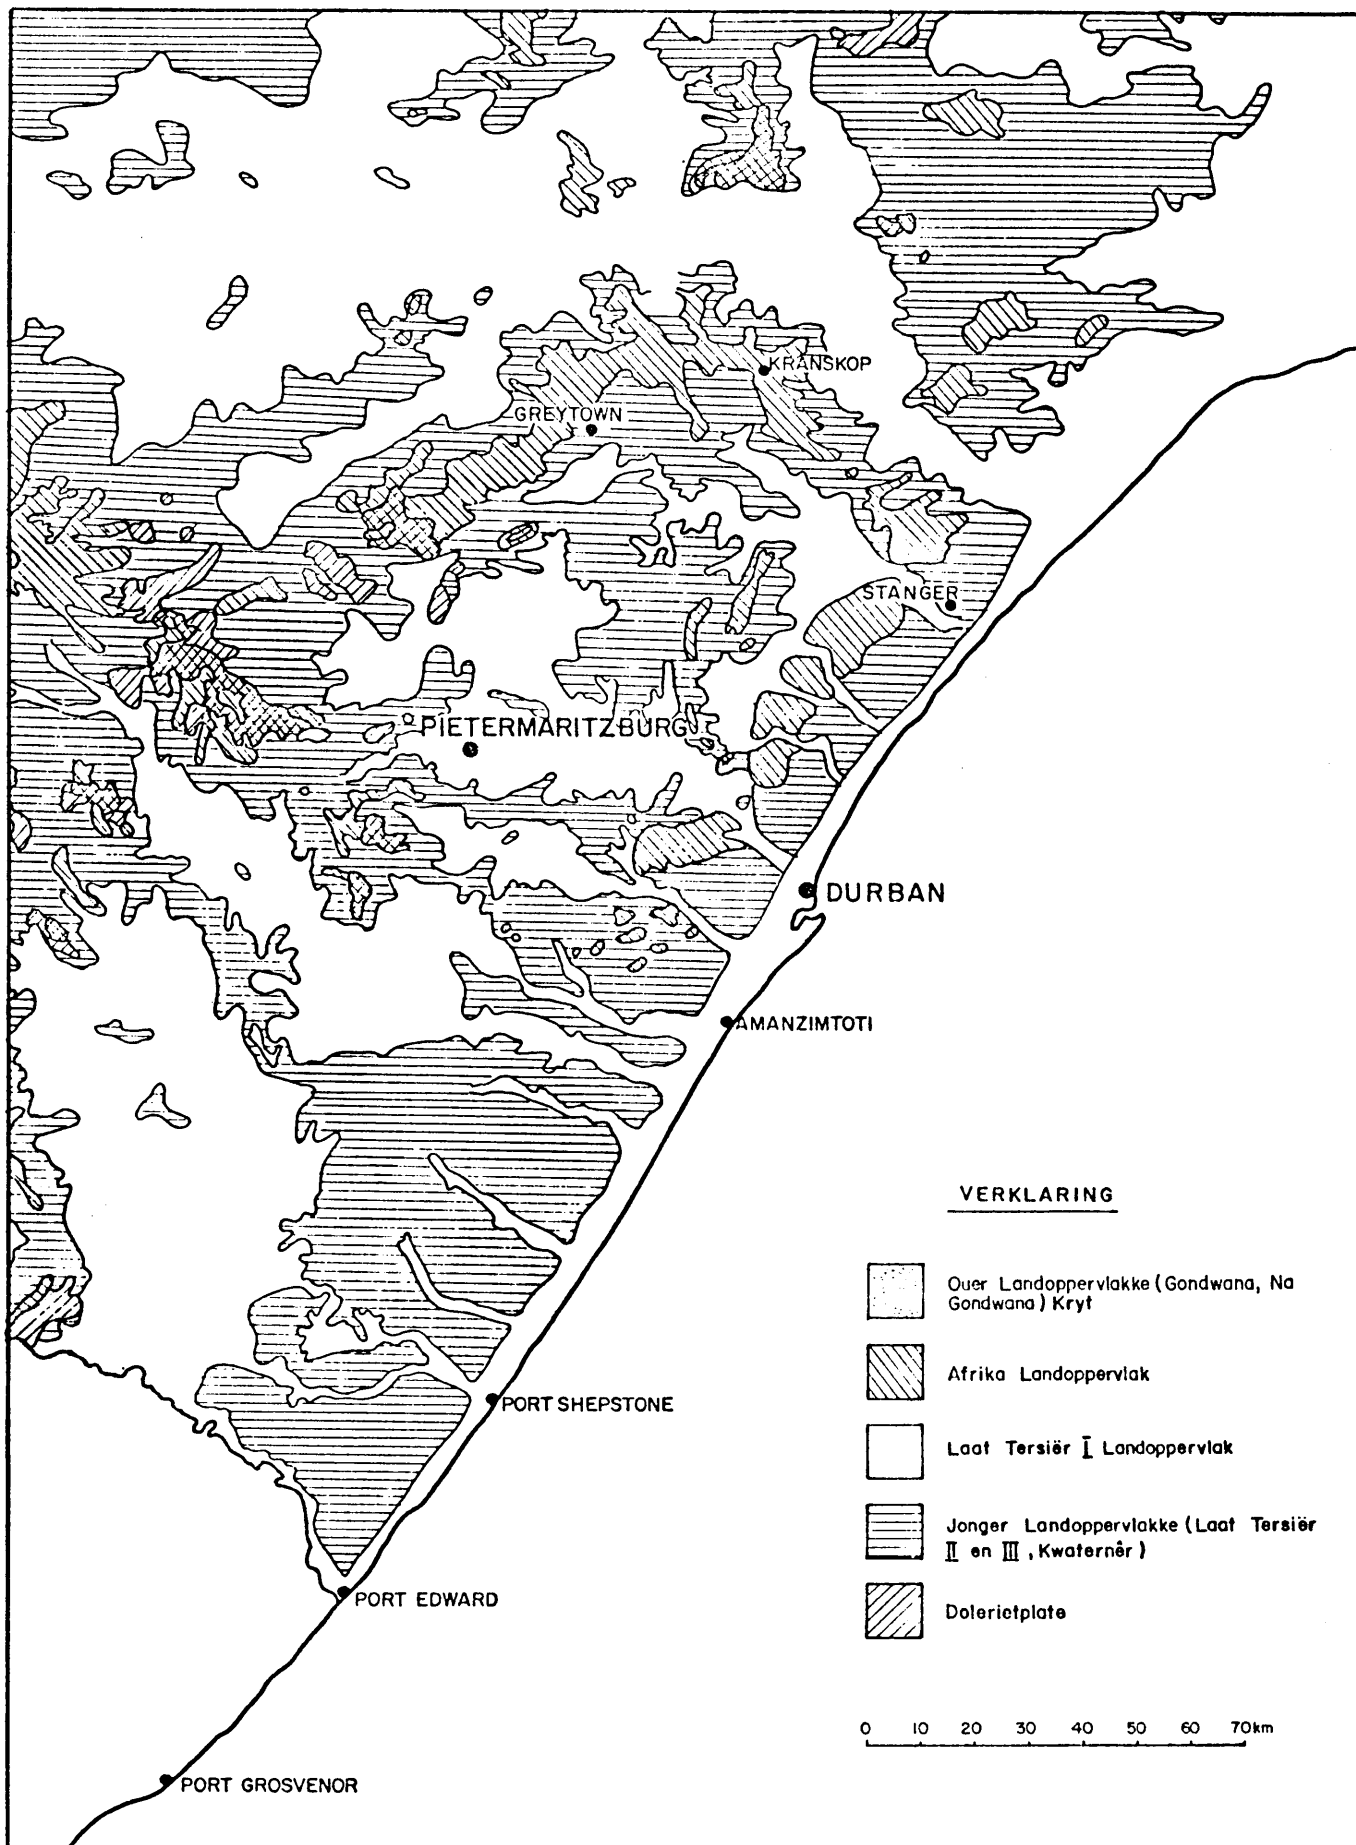 KRANSKOP
GREYTOWN
STANGER
PIETERMARITZBURG
DURBAN
AMANZIMTOTI
PORT SHEPSTONE
PORT EDWARD
PORT GROSVENOR
VERKLARING
Ouer Landoppervlakke (Gondwana, Na
Gondwana) Kryt
Afrika Landoppervlak
Laat Tersiër I Landoppervlak
Jonger Landoppervlakke (Laat Tersiër
II en III, Kwaternêr)
Dolerietplate
0 10 20 30 40 50 60 70km